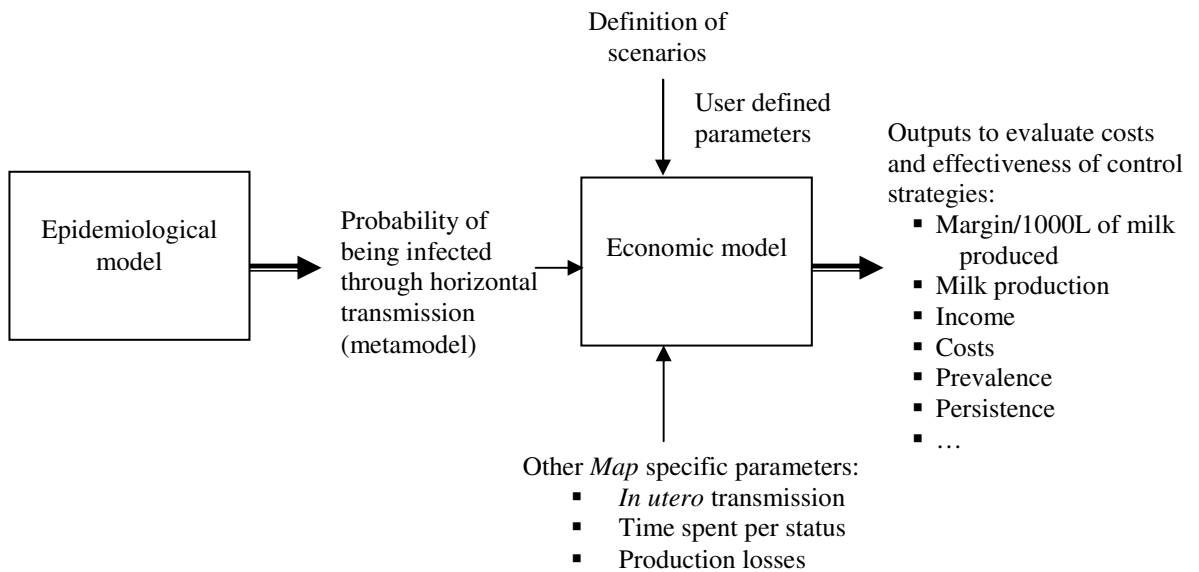 Definition of
scenarios
User defined
parameters
Epidemiological
model
Probability of
being infected
through horizontal
transmission
(metamodel)
Economic model
Outputs to evaluate costs
and effectiveness of control
strategies:
▪ Margin/1000L of milk
produced
▪ Milk production
▪ Income
▪ Costs
▪ Prevalence
▪ Persistence
▪ …
Other Map specific parameters:
▪ In utero transmission
▪ Time spent per status
▪ Production losses